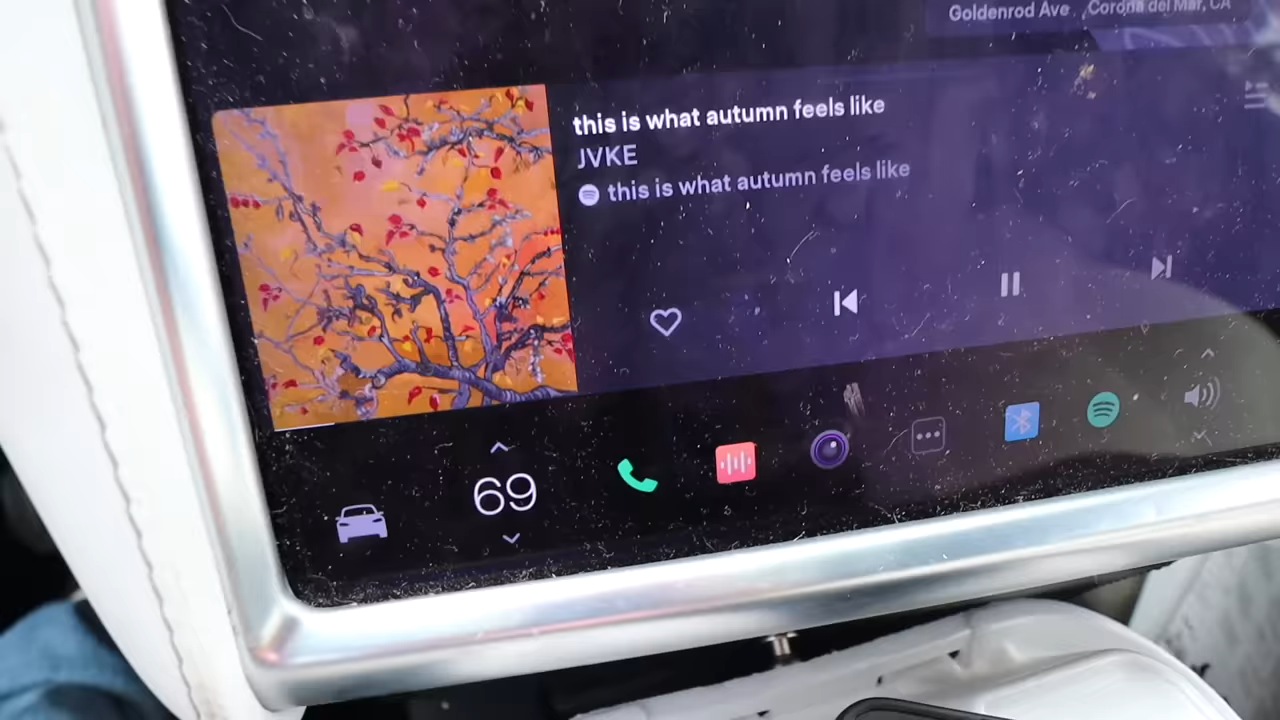 Goldenrod Ave
Corona del Mar, CA
this is what autumn feels like
JVKE
this is what autumn feels like
69